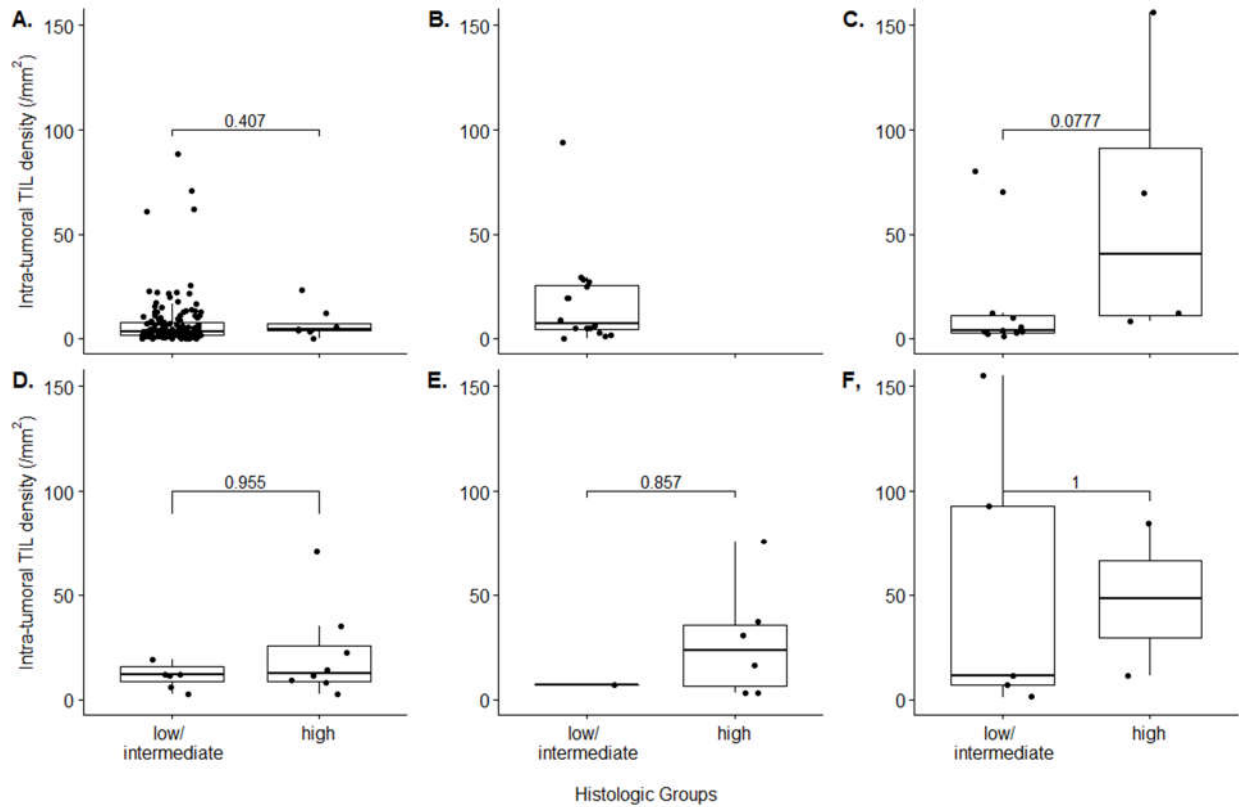 A.
B.
C.
Intra-tumoral TIL density (/mm²)
150
100
50
0
0.407
150
100
50
0
150
100
50
0
0.0777
D.
E.
F,
Intra-tumoral TIL density (/mm²)
150
100
50
0
0.955
150
100
50
0
0.857
150
100
50
0
1
low/
intermediate
high
low/
intermediate
high
low/
intermediate
high
Histologic Groups